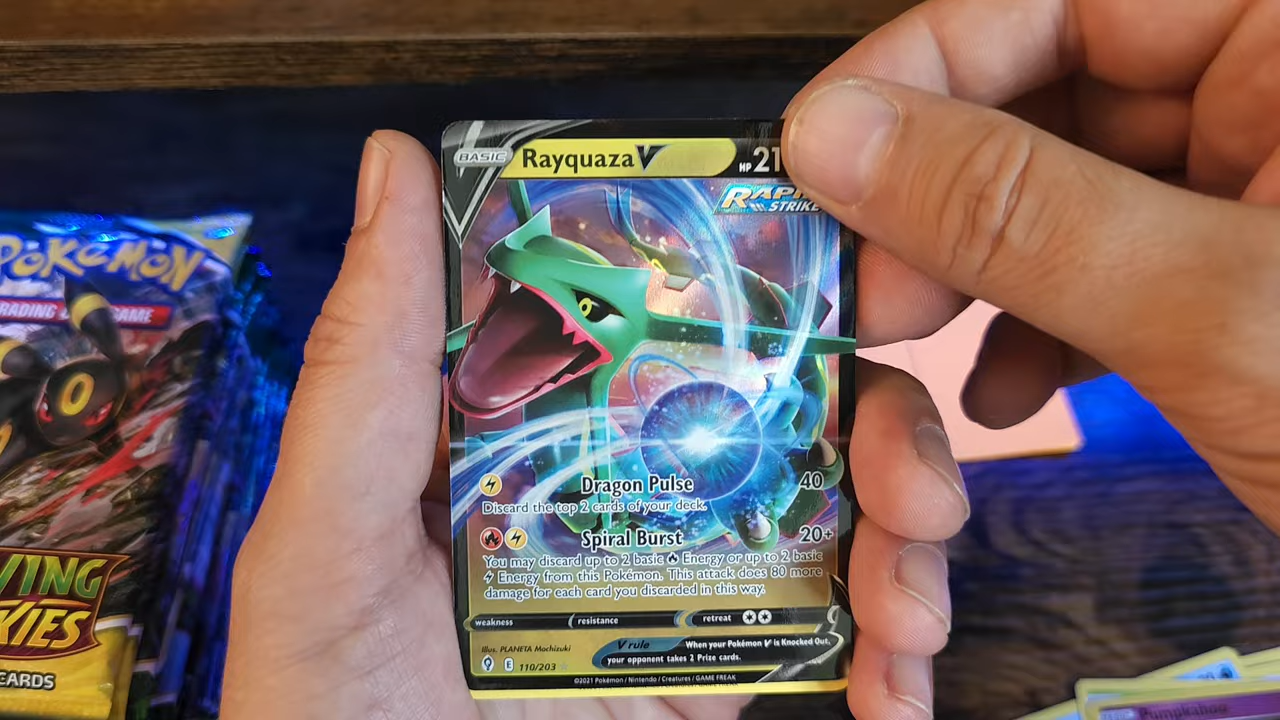 BASIC Rayquaza V HP 21
RAPI
STRIKE
POKÉMON
RADING GAME
Dragon Pulse 40
Discard the top 2 cards of your deck.
Spiral Burst 20+
You may discard up to 2 basic Energy or up to 2 basic
Energy from this Pokémon. This attack does 80 more
damage for each card you discarded in this way.
weakness resistance retreat
Illus. PLANETA Mochizuki
V rule When your Pokémon V is Knocked Out,
your opponent takes 2 Prize cards.
E 110/203
©2021 Pokémon / Nintendo / Creatures / GAME FREAK
VING
KIES
CARDS
Pumpkaboo